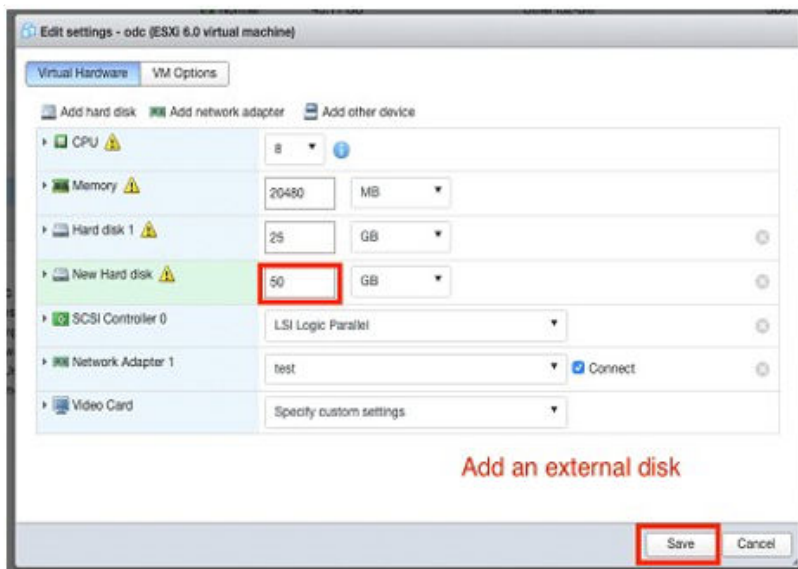 Edit settings - odc (ESXi 6.0 virtual machine)
Virtual Hardware VM Options
Add hard disk Add network adapter Add other device
CPU 8
Memory 20480 MB
Hard disk 1 25 GB
New Hard disk 50 GB
SCSI Controller 0 LSI Logic Parallel
Network Adapter 1 test Connect
Video Card Specify custom settings
Add an external disk
Save Cancel